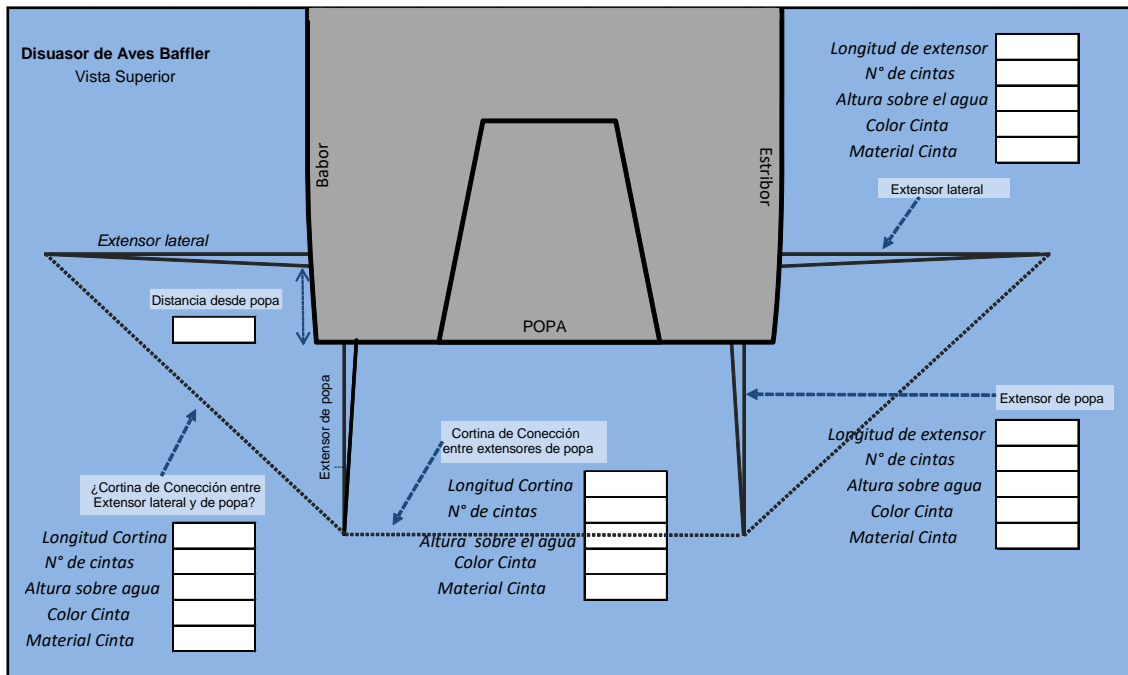 Disuasor de Aves Baffler
Vista Superior
Longitud de extensor
N° de cintas
Altura sobre el agua
Color Cinta
Material Cinta
Babor
Estribor
Extensor lateral
Extensor lateral
Distancia desde popa
POPA
Extensor de popa
Extensor de popa
Cortina de Conección
entre extensores de popa
Longitud Cortina
N° de cintas
Altura sobre el agua
Color Cinta
Material Cinta
Longitud de extensor
N° de cintas
Altura sobre agua
Color Cinta
Material Cinta
¿Cortina de Conección entre
Extensor lateral y de popa?
Longitud Cortina
N° de cintas
Altura sobre agua
Color Cinta
Material Cinta